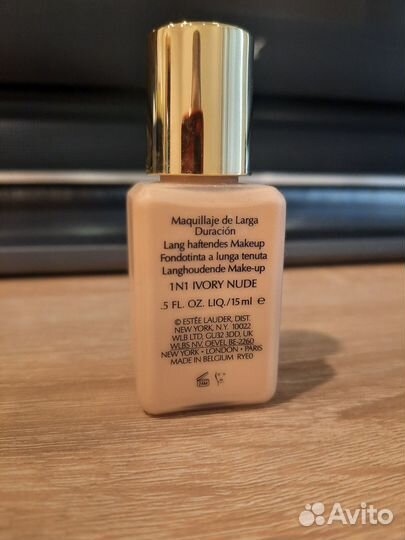 Maquillaje de Larga
Duración
Lang haftendes Makeup
Fondotinta a lunga tenuta
Langhoudende Make-up
1N1 IVORY NUDE
.5 FL. OZ. LIQ./15 ml ℮
© ESTÉE LAUDER, DIST.
NEW YORK, N.Y. 10022
WLB LTD, GU32 3DD, UK
WLBS NV, OEVEL BE-2260
NEW YORK • LONDON • PARIS
MADE IN BELGIUM RYE0
24M
Avito